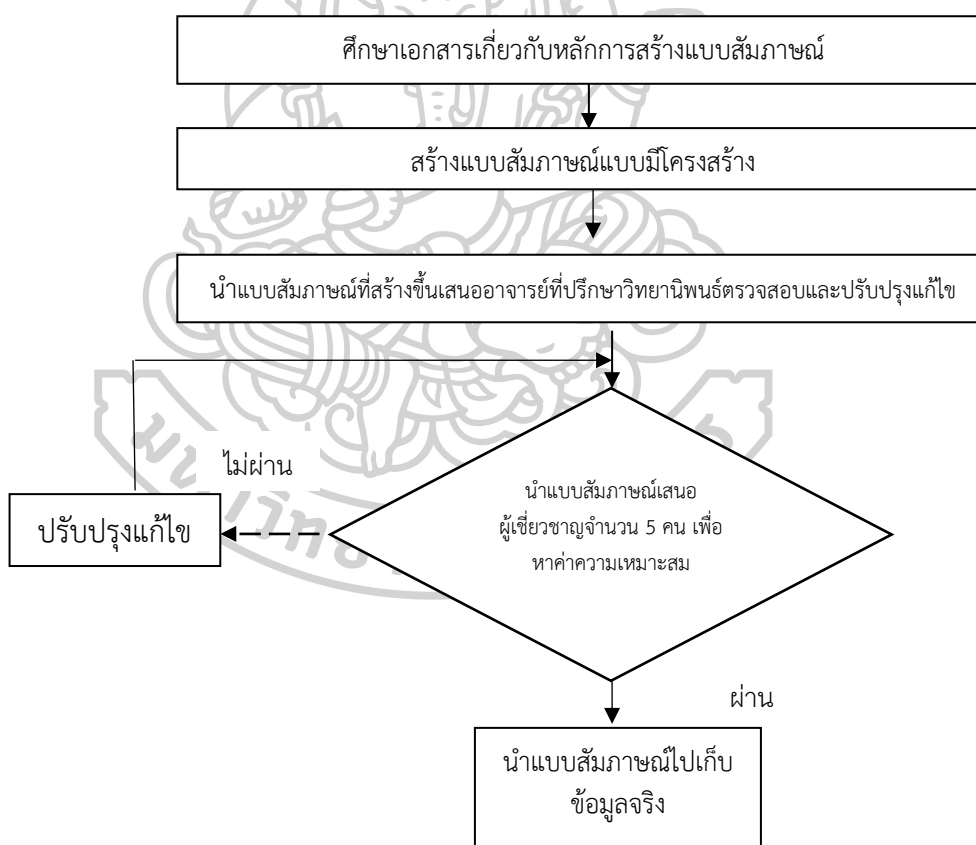 ศึกษาเอกสารเกี่ยวกับหลักการสร้างแบบสัมภาษณ์
สร้างแบบสัมภาษณ์แบบมีโครงสร้าง
นำแบบสัมภาษณ์ที่สร้างขึ้นเสนออาจารย์ที่ปรึกษาวิทยานิพนธ์ตรวจสอบและปรับปรุงแก้ไข
ไม่ผ่าน
นำแบบสัมภาษณ์เสนอ
ผู้เชี่ยวชาญจำนวน 5 คน เพื่อ
หาค่าความเหมาะสม
ปรับปรุงแก้ไข
ผ่าน
นำแบบสัมภาษณ์ไปเก็บ
ข้อมูลจริง